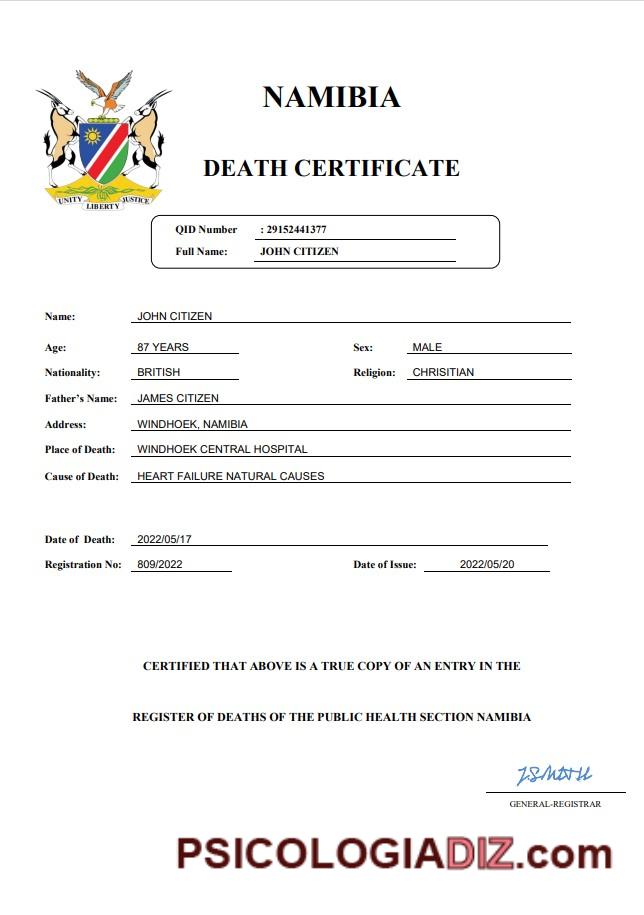 NAMIBIA
DEATH CERTIFICATE
UNITY LIBERTY JUSTICE
QID Number : 29152441377
Full Name: JOHN CITIZEN
Name: JOHN CITIZEN
Age: 87 YEARS Sex: MALE
Nationality: BRITISH Religion: CHRISITIAN
Father's Name: JAMES CITIZEN
Address: WINDHOEK, NAMIBIA
Place of Death: WINDHOEK CENTRAL HOSPITAL
Cause of Death: HEART FAILURE NATURAL CAUSES
Date of Death: 2022/05/17
Registration No: 809/2022 Date of Issue: 2022/05/20
CERTIFIED THAT ABOVE IS A TRUE COPY OF AN ENTRY IN THE
REGISTER OF DEATHS OF THE PUBLIC HEALTH SECTION NAMIBIA
GENERAL-REGISTRAR
PSICOLOGIADIZ.com